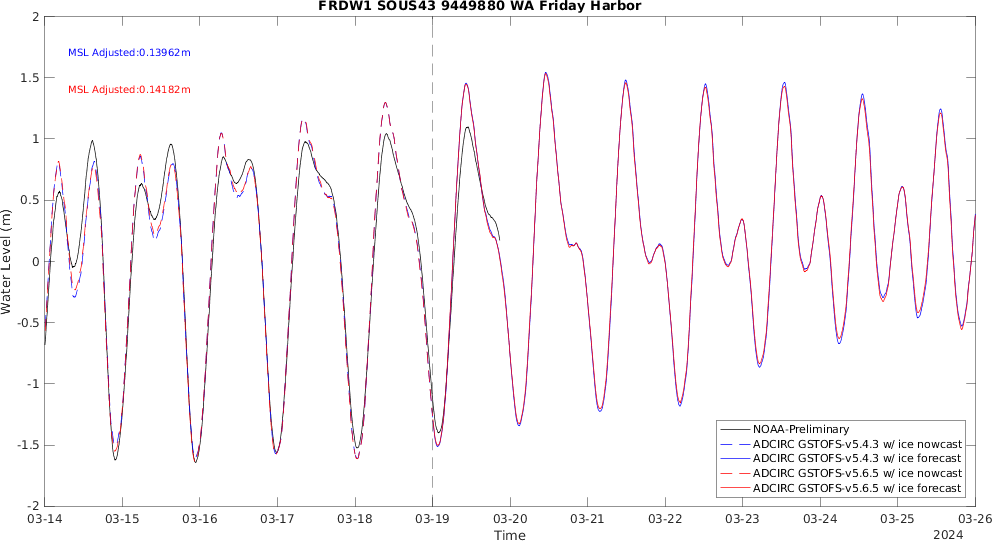 FRDW1 SOUS43 9449880 WA Friday Harbor
2
1.5
1
0.5
0
-0.5
-1
-1.5
-2
Water Level (m)
MSL Adjusted:0.13962m
MSL Adjusted:0.14182m
NOAA-Preliminary
ADCIRC GSTOFS-v5.4.3 w/ ice nowcast
ADCIRC GSTOFS-v5.4.3 w/ ice forecast
ADCIRC GSTOFS-v5.6.5 w/ ice nowcast
ADCIRC GSTOFS-v5.6.5 w/ ice forecast
03-14 03-15 03-16 03-17 03-18 03-19 03-20 03-21 03-22 03-23 03-24 03-25 03-26
Time
2024